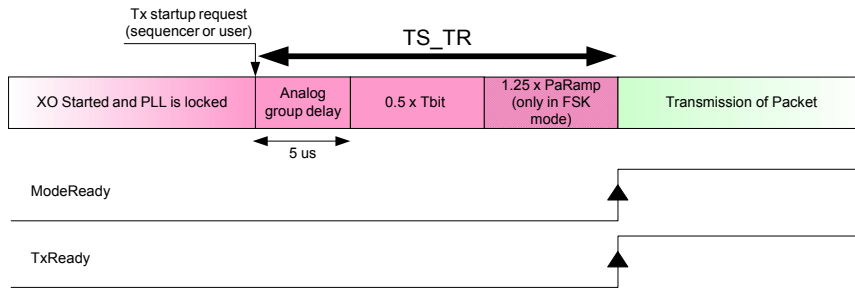 Tx startup request
(sequencer or user)
TS_TR
XO Started and PLL is locked
Analog
group delay
0.5 x Tbit
1.25 x PaRamp
(only in FSK
mode)
Transmission of Packet
5 us
ModeReady
TxReady